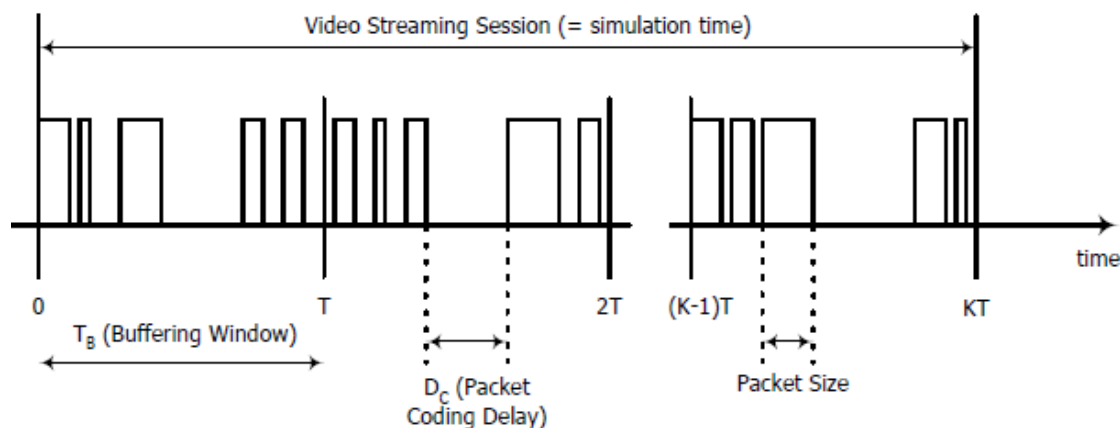 Video Streaming Session (= simulation time)
0
T
2T
(K-1)T
KT
time
T_B (Buffering Window)
D_C (Packet
Coding Delay)
Packet Size